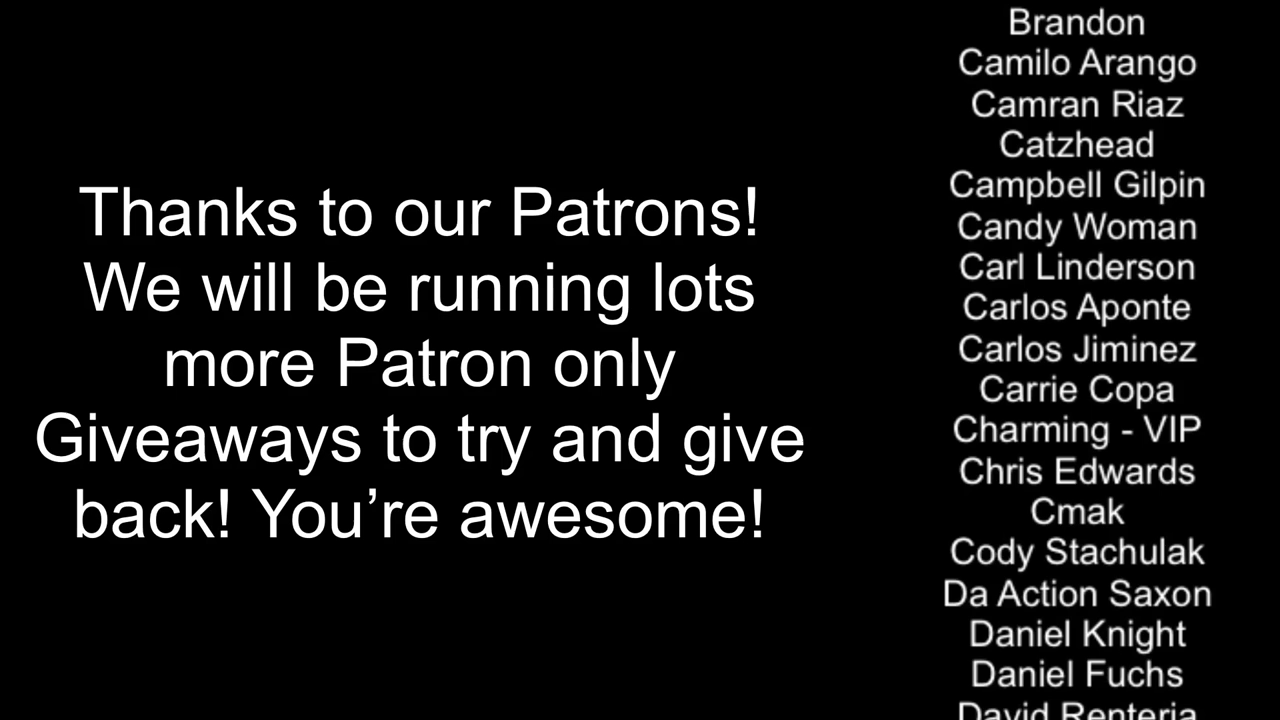 Thanks to our Patrons!
We will be running lots
more Patron only
Giveaways to try and give
back! You’re awesome!
Brandon
Camilo Arango
Camran Riaz
Catzhead
Campbell Gilpin
Candy Woman
Carl Linderson
Carlos Aponte
Carlos Jiminez
Carrie Copa
Charming - VIP
Chris Edwards
Cmak
Cody Stachulak
Da Action Saxon
Daniel Knight
Daniel Fuchs
David Renteria